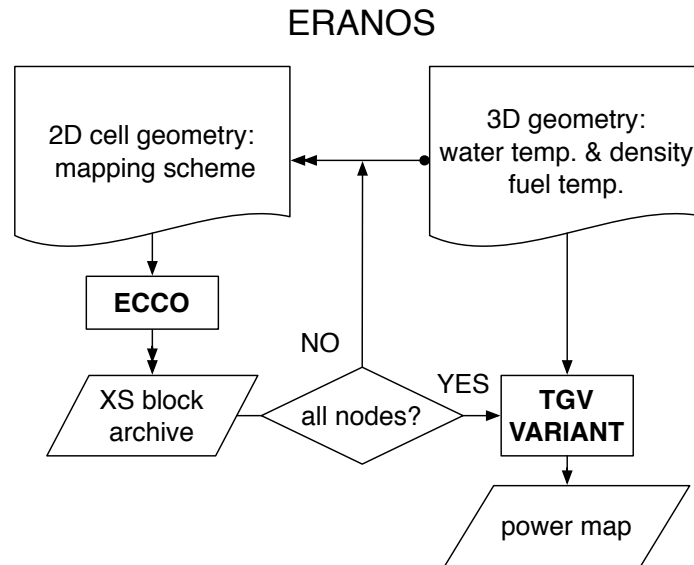 ERANOS
2D cell geometry:
mapping scheme
3D geometry:
water temp. & density
fuel temp.
ECCO
NO
XS block
archive
all nodes?
YES
TGV
VARIANT
power map